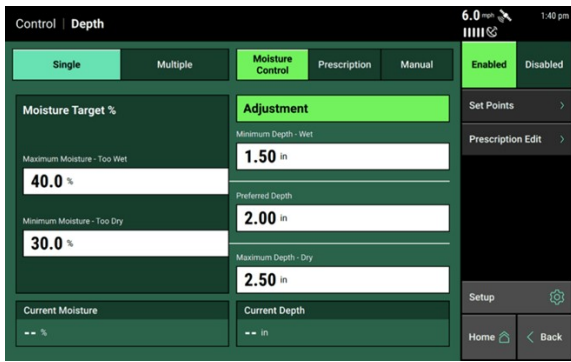 Control | Depth
6.0 mph
1:40 pm
Single
Multiple
Moisture
Control
Prescription
Manual
Enabled
Disabled
Moisture Target %
Maximum Moisture - Too Wet
40.0 %
Minimum Moisture - Too Dry
30.0 %
Adjustment
Minimum Depth - Wet
1.50 in
Preferred Depth
2.00 in
Maximum Depth - Dry
2.50 in
Set Points
Prescription Edit
Current Moisture
-- %
Current Depth
-- in
Setup
Home
Back